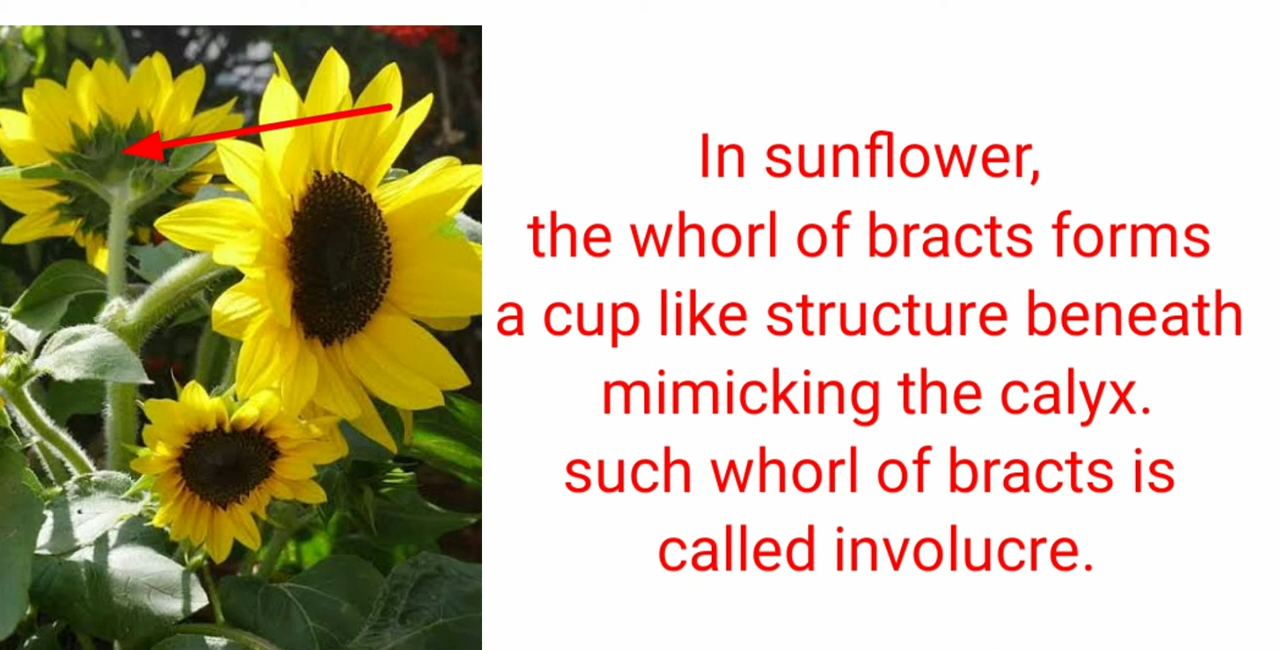 In sunflower,
the whorl of bracts forms
a cup like structure beneath
mimicking the calyx.
such whorl of bracts is
called involucre.